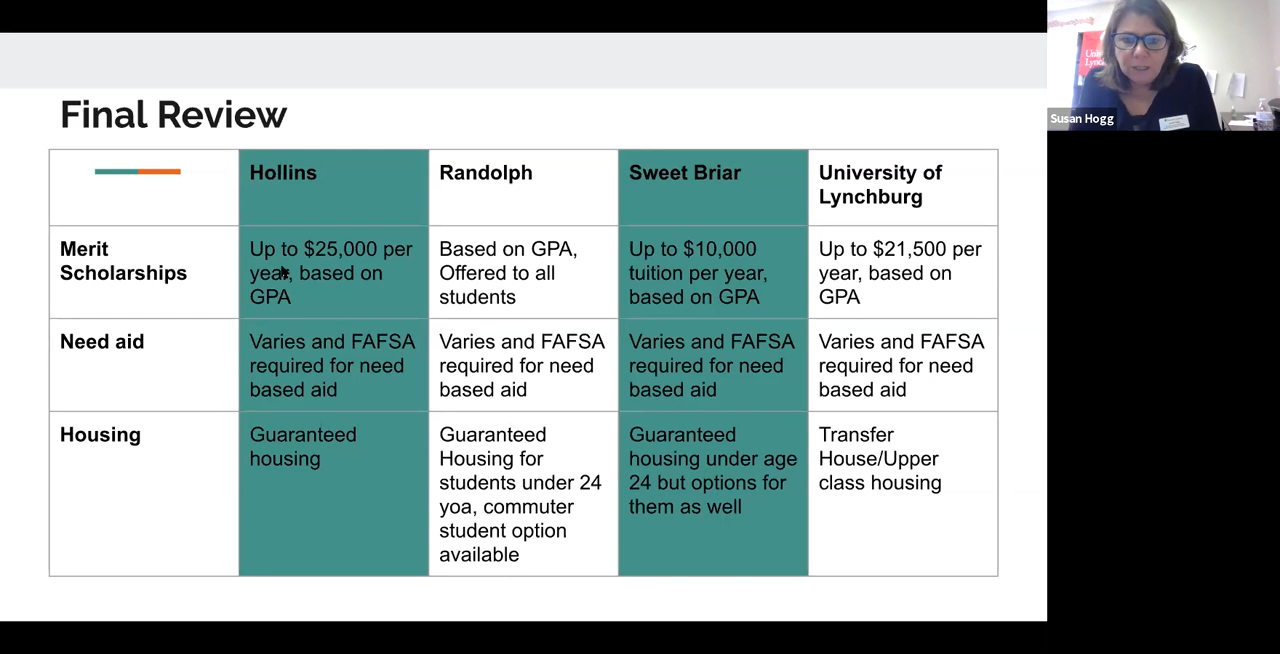 Final Review
Hollins
Randolph
Sweet Briar
University of
Lynchburg
Merit
Scholarships
Up to $25,000 per
year, based on
GPA
Based on GPA,
Offered to all
students
Up to $10,000
tuition per year,
based on GPA
Up to $21,500 per
year, based on
GPA
Need aid
Varies and FAFSA
required for need
based aid
Varies and FAFSA
required for need
based aid
Varies and FAFSA
required for need
based aid
Varies and FAFSA
required for need
based aid
Housing
Guaranteed
housing
Guaranteed
Housing for
students under 24
yoa, commuter
student option
available
Guaranteed
housing under age
24 but options for
them as well
Transfer
House/Upper
class housing
Susan Hogg